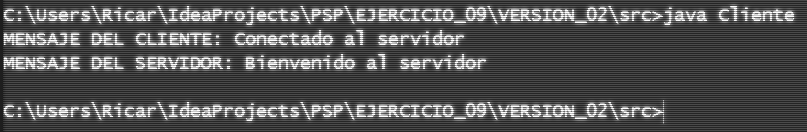 C:\Users\Ricar\IdeaProjects\PSP\EJERCICIO_09\VERSION_02\src>java Cliente
MENSAJE DEL CLIENTE: Conectado al servidor
MENSAJE DEL SERVIDOR: Bienvenido al servidor
C:\Users\Ricar\IdeaProjects\PSP\EJERCICIO_09\VERSION_02\src>